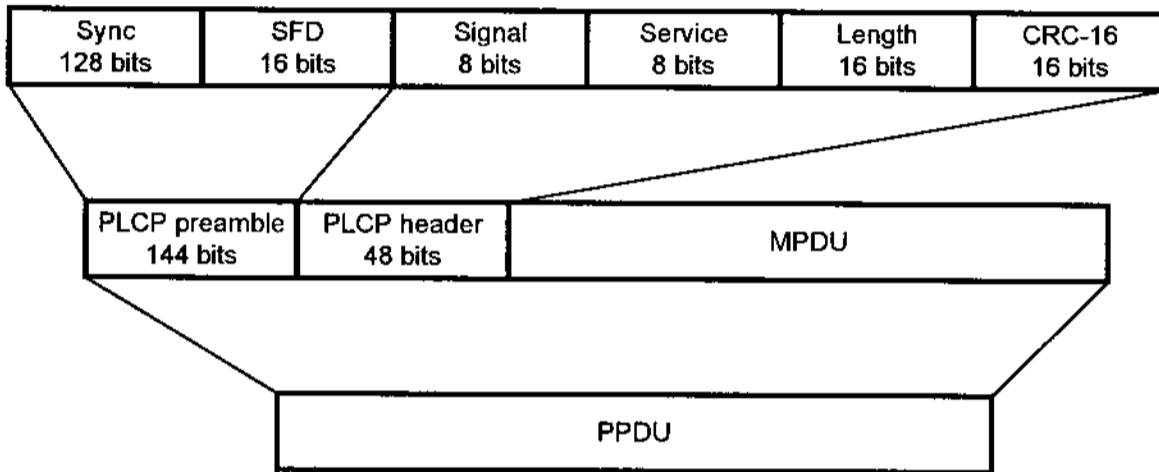 Sync
128 bits
SFD
16 bits
Signal
8 bits
Service
8 bits
Length
16 bits
CRC-16
16 bits
PLCP preamble
144 bits
PLCP header
48 bits
MPDU
PPDU